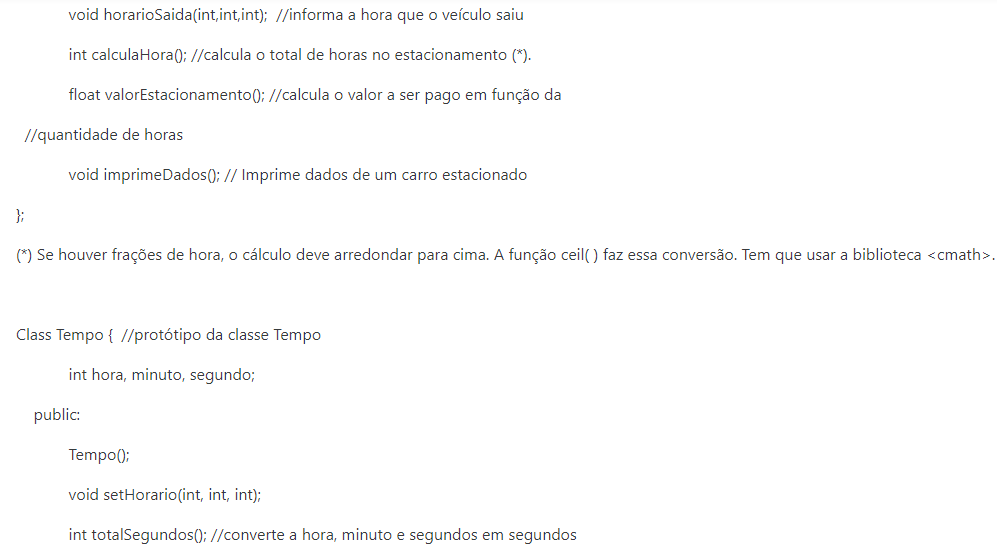 void horarioSaida(int,int,int);  //informa a hora que o veículo saiu
int calculaHora(); //calcula o total de horas no estacionamento (*).
float valorEstacionamento(); //calcula o valor a ser pago em função da
//quantidade de horas
void imprimeDados(); // Imprime dados de um carro estacionado
};
(*) Se houver frações de hora, o cálculo deve arredondar para cima. A função ceil( ) faz essa conversão. Tem que usar a biblioteca <cmath>.
Class Tempo {  //protótipo da classe Tempo
int hora, minuto, segundo;
public:
Tempo();
void setHorario(int, int, int);
int totalSegundos(); //converte a hora, minuto e segundos em segundos